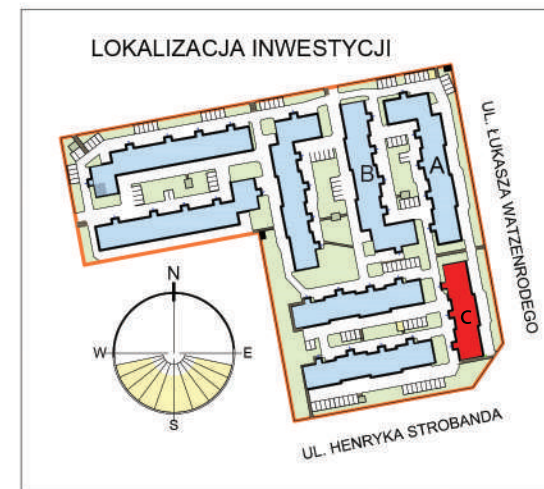 LOKALIZACJA INWESTYCJI
UL. ŁUKASZA WATZENRODEGO
A
B
C
N
W
E
S
UL. HENRYKA STROBANDA